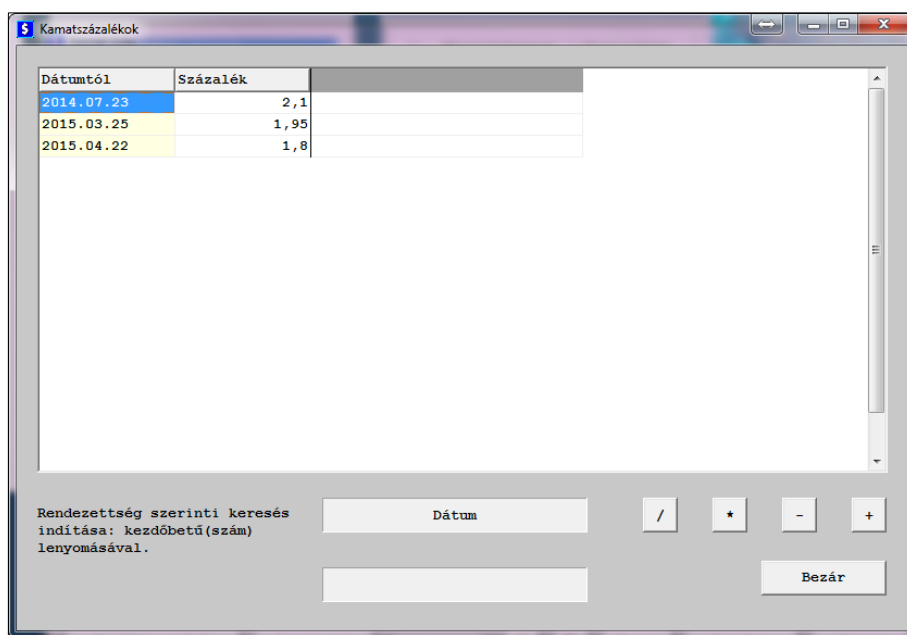 $ Kamatszázalékok
Dátumtól Százalék
2014.07.23 2,1
2015.03.25 1,95
2015.04.22 1,8
Rendezettség szerinti keresés
indítása: kezdőbetű(szám)
lenyomásával.
Dátum
/ * - +
Bezár